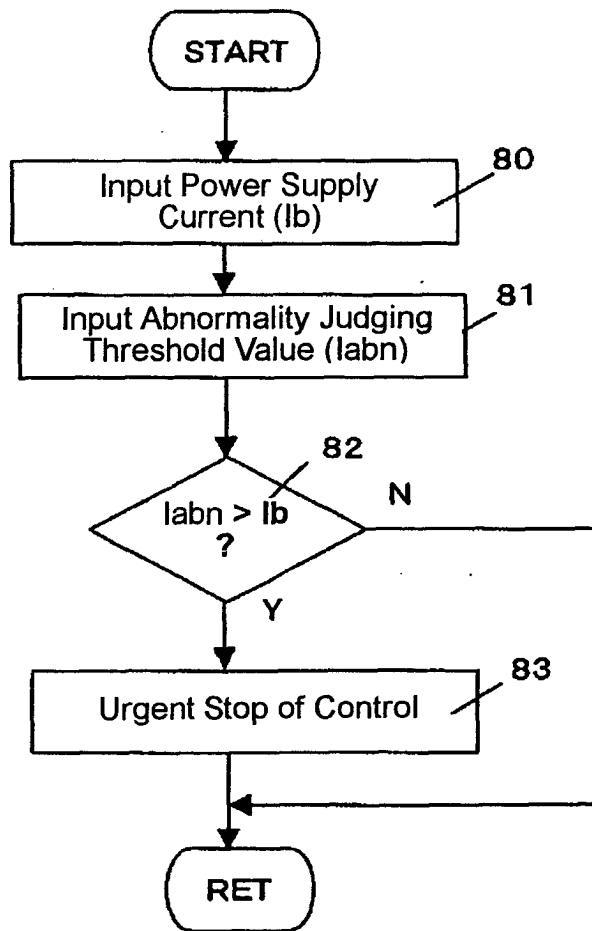 START
80
Input Power Supply
Current (Ib)
81
Input Abnormality Judging
Threshold Value (Iabn)
82
Iabn > Ib
?
N
Y
83
Urgent Stop of Control
RET